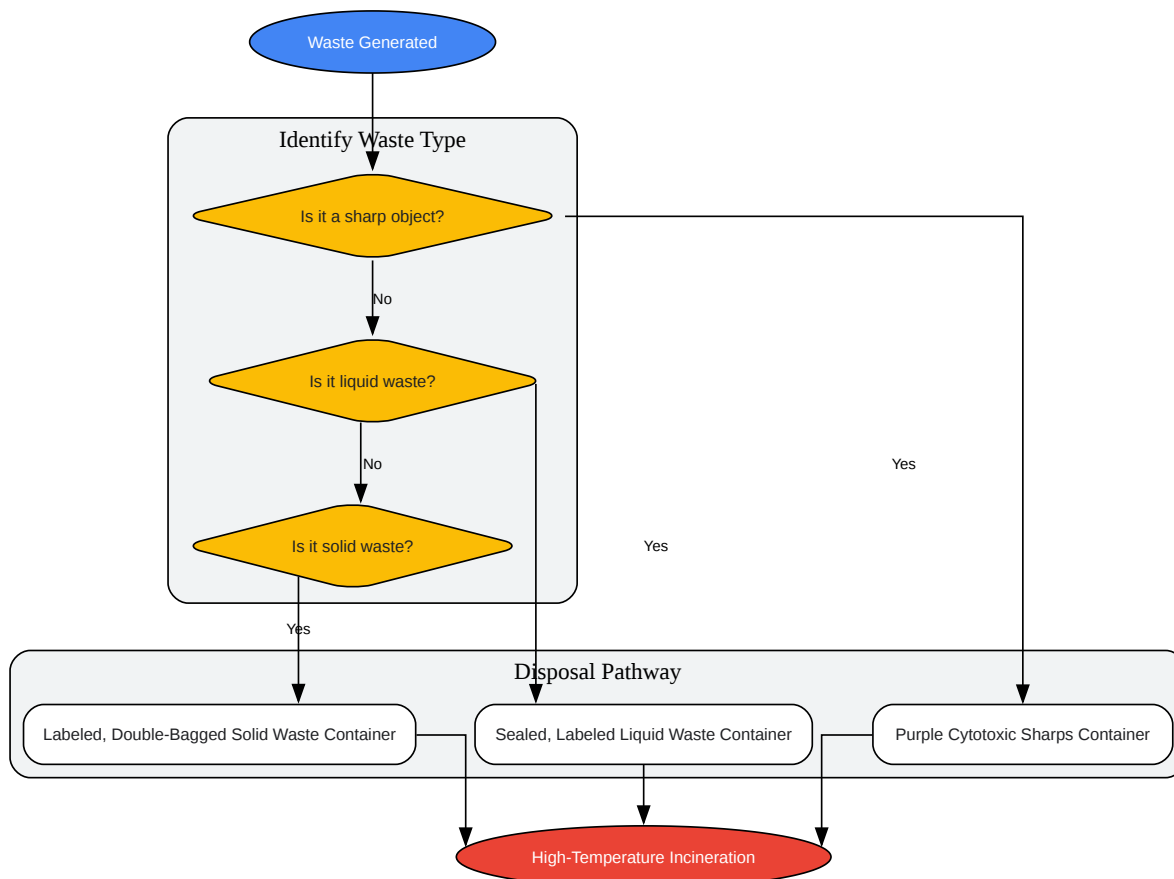 Waste Generated
Identify Waste Type
Is it a sharp object?
No
Is it liquid waste?
No
Yes
Is it solid waste?
Yes
Yes
Disposal Pathway
Labeled, Double-Bagged Solid Waste Container
Sealed, Labeled Liquid Waste Container
Purple Cytotoxic Sharps Container
High-Temperature Incineration